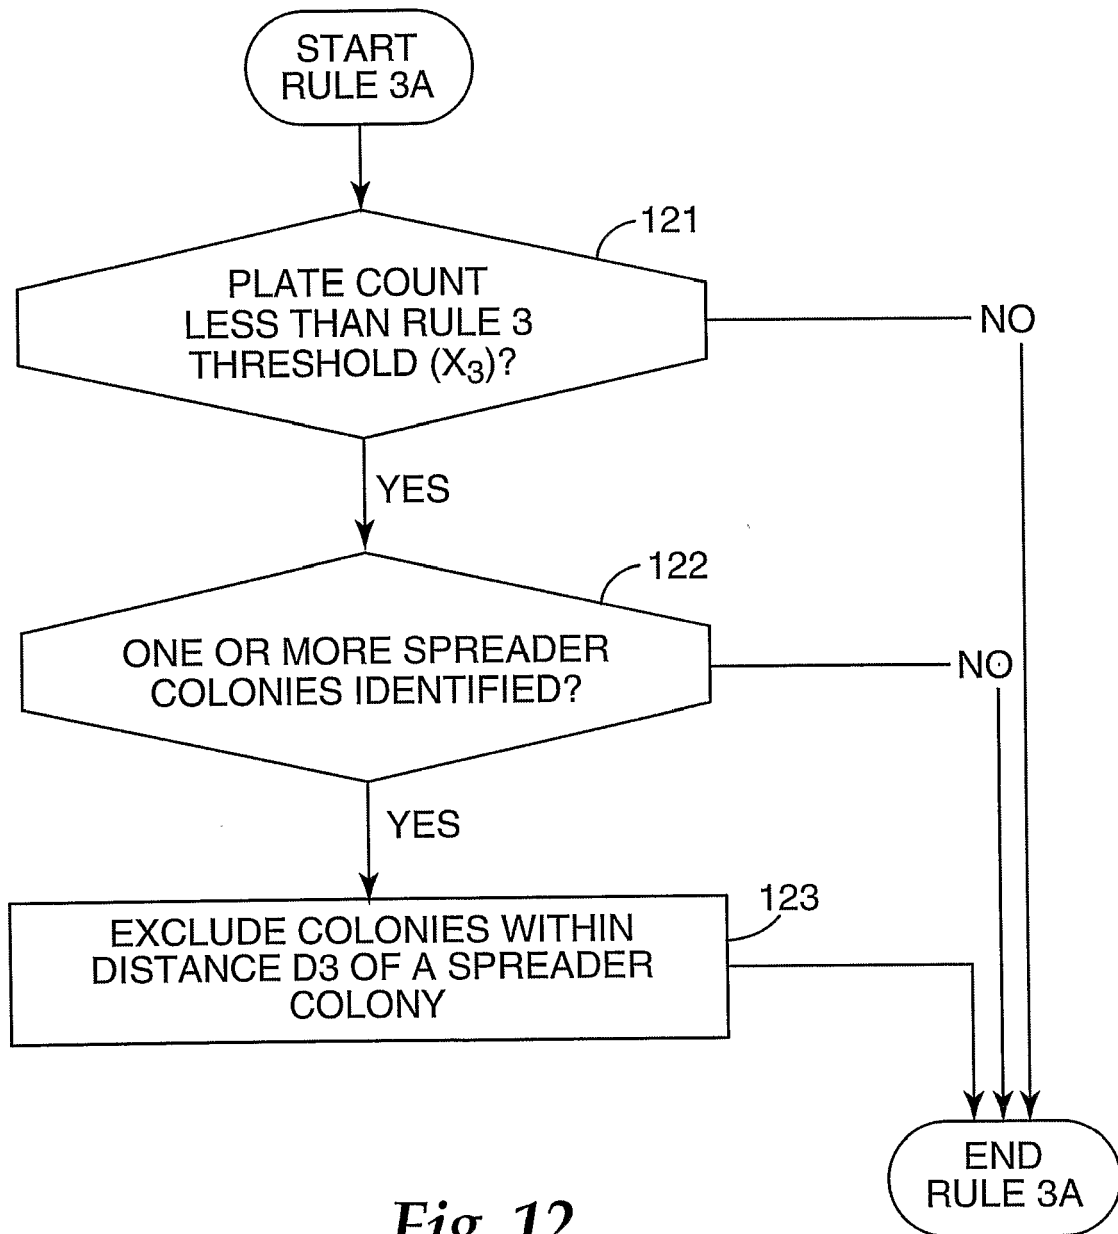 START
RULE 3A
121
PLATE COUNT
LESS THAN RULE 3
THRESHOLD (X₃)?
NO
YES
122
ONE OR MORE SPREADER
COLONIES IDENTIFIED?
NO
YES
123
EXCLUDE COLONIES WITHIN
DISTANCE D3 OF A SPREADER
COLONY
END
RULE 3A
Fig. 12